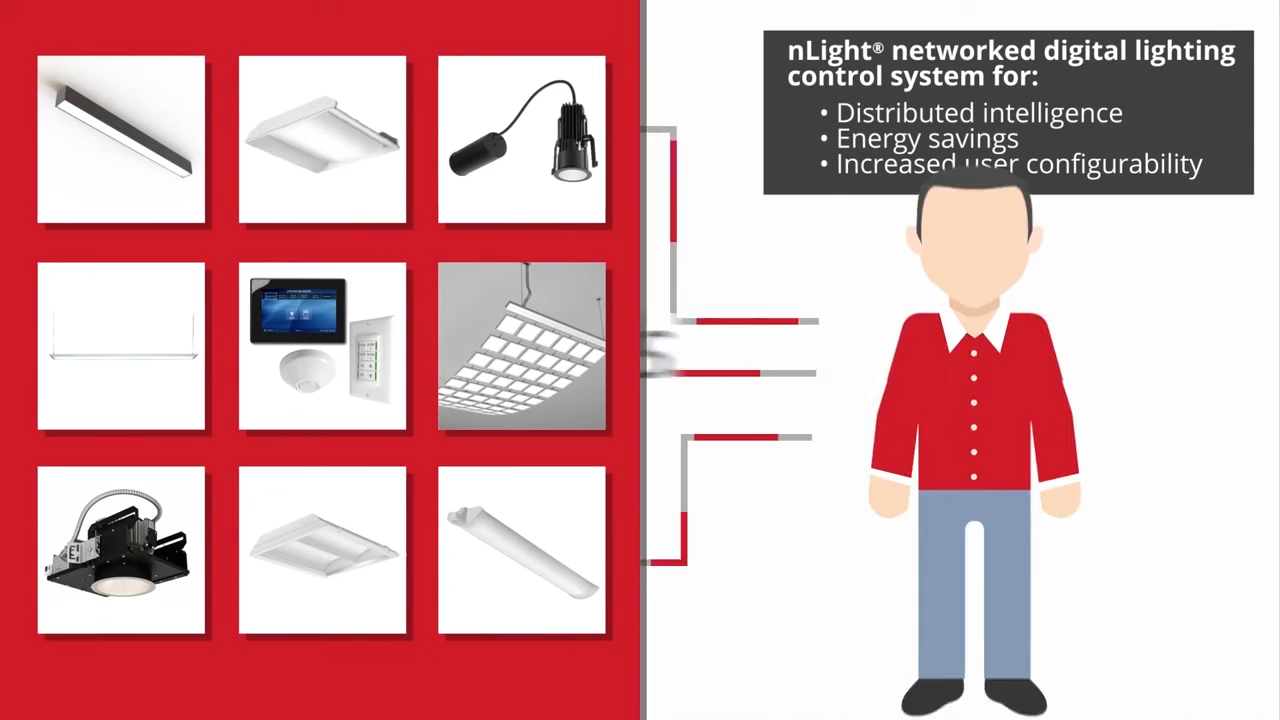 nLight® networked digital lighting
control system for:
• Distributed intelligence
• Energy savings
• Increased user configurability